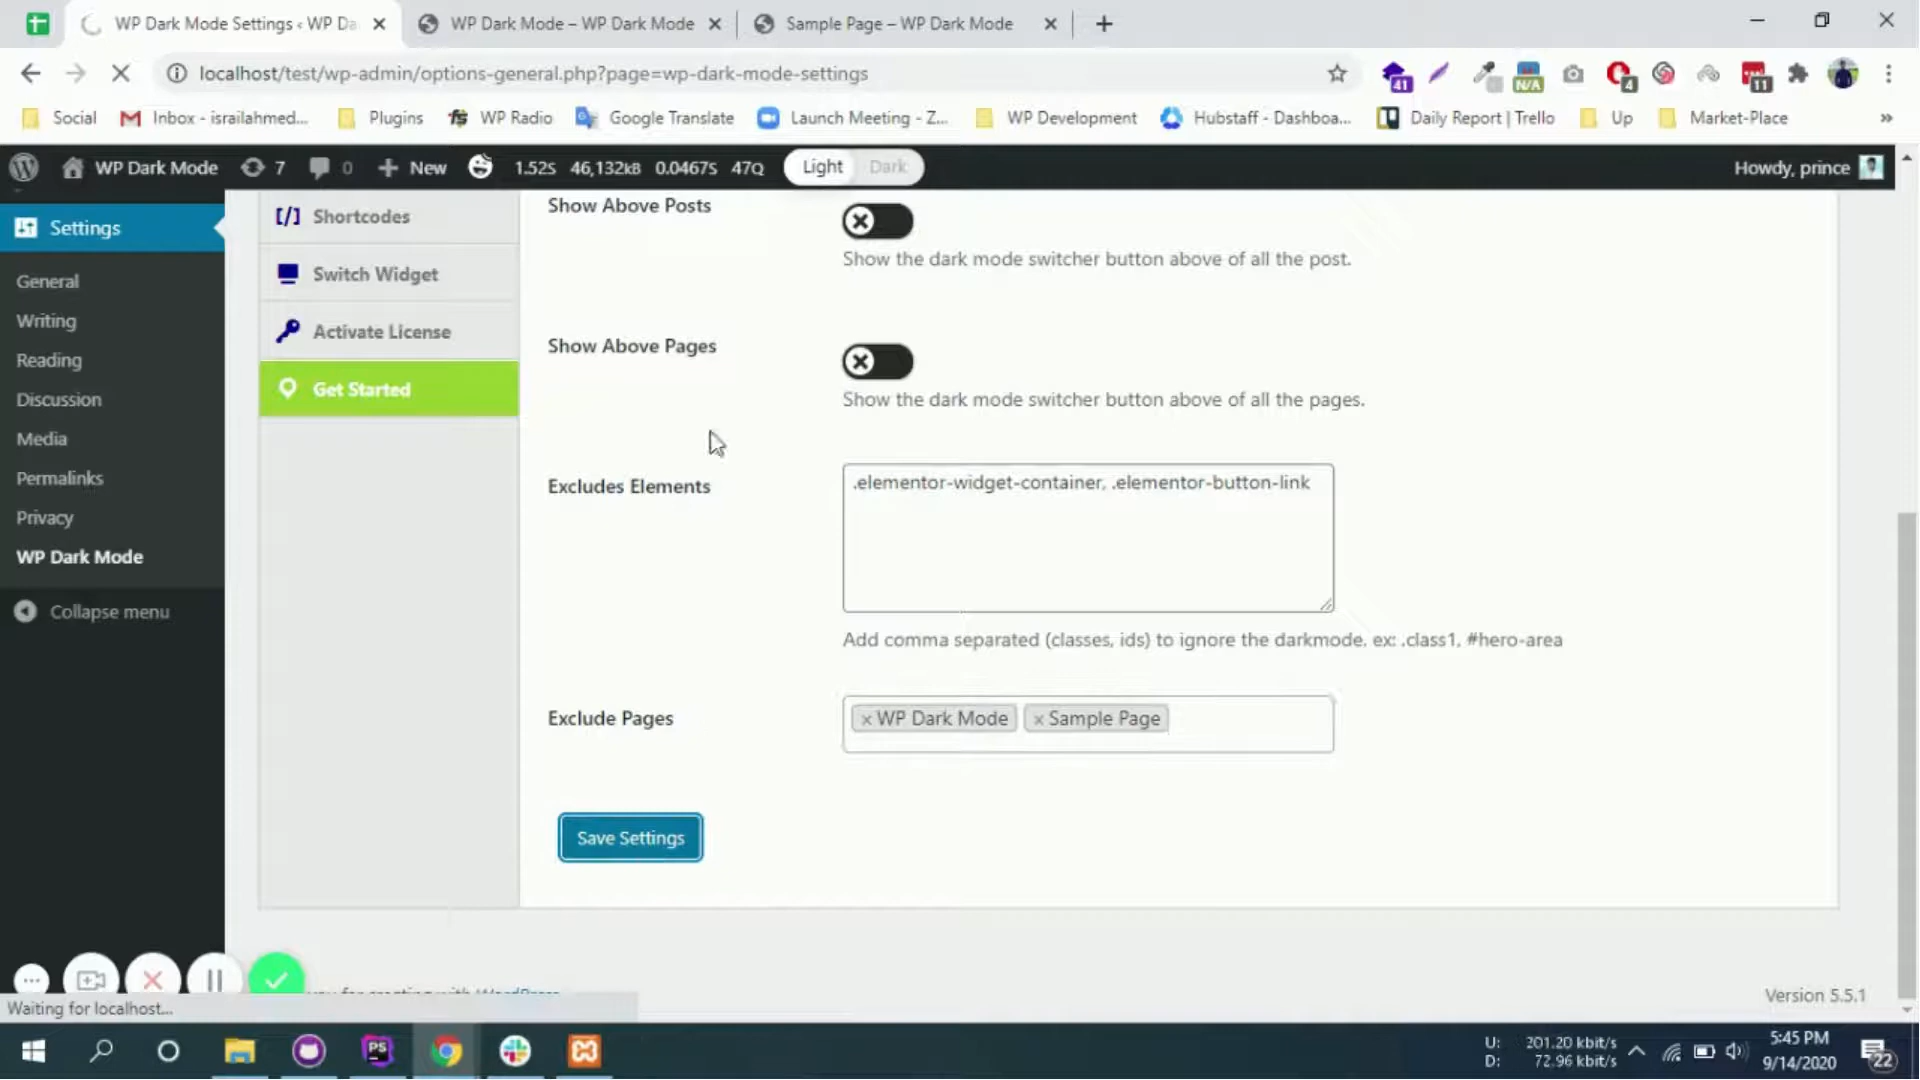 WP Dark Mode Settings ‹ WP Da
WP Dark Mode – WP Dark Mode
Sample Page – WP Dark Mode
localhost/test/wp-admin/options-general.php?page=wp-dark-mode-settings
41
N/A
4
11
Social
Inbox - israilahmed...
Plugins
WP Radio
Google Translate
Launch Meeting - Z...
WP Development
Hubstaff - Dashboa...
Daily Report | Trello
Up
Market-Place
»
WP Dark Mode
7
0
New
1.52s 46,132kB 0.0467s 47Q
Light
Dark
Howdy, prince
Settings
General
Writing
Reading
Discussion
Media
Permalinks
Privacy
WP Dark Mode
Collapse menu
[/] Shortcodes
Switch Widget
Activate License
Get Started
Show Above Posts
Show the dark mode switcher button above of all the post.
Show Above Pages
Show the dark mode switcher button above of all the pages.
Excludes Elements
.elementor-widget-container, .elementor-button-link
Add comma separated (classes, ids) to ignore the darkmode. ex: .class1, #hero-area
Exclude Pages
× WP Dark Mode
× Sample Page
Save Settings
Version 5.5.1
Waiting for localhost...
PS
U: 201.20 kbit/s
D: 72.96 kbit/s
5:45 PM
9/14/2020
22